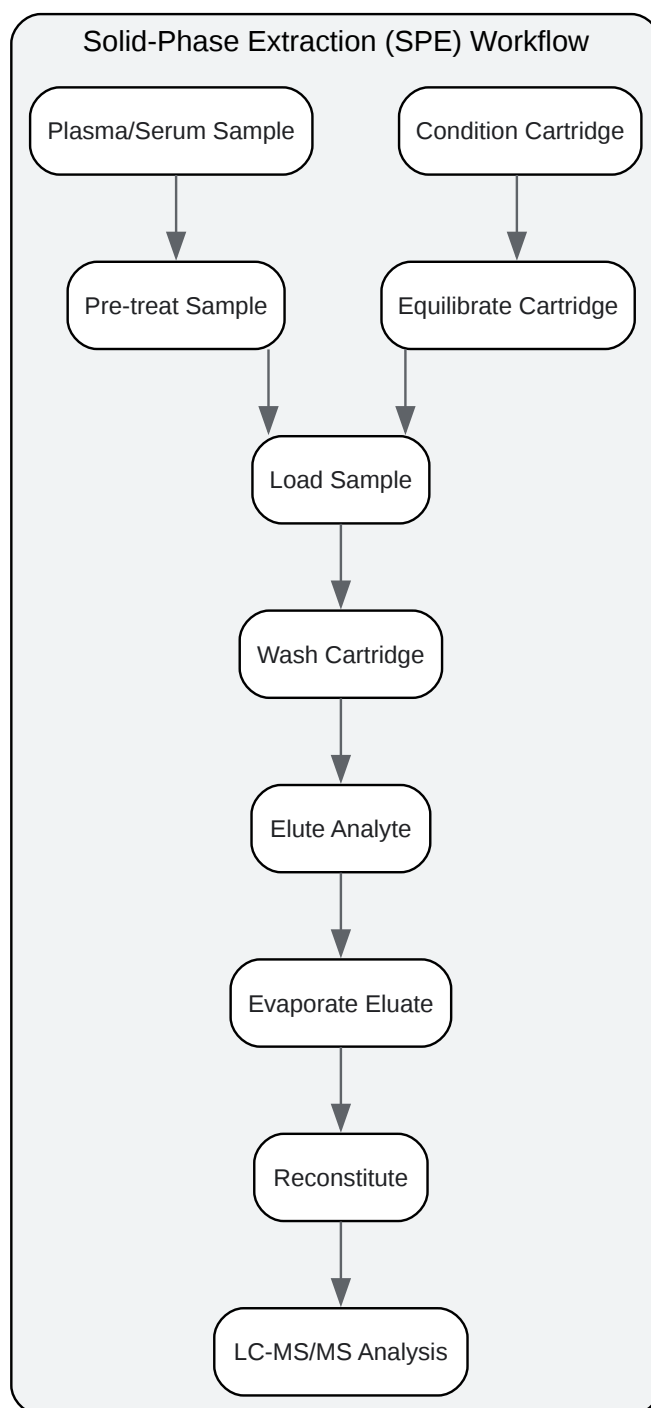 Solid-Phase Extraction (SPE) Workflow
Plasma/Serum Sample
Condition Cartridge
Pre-treat Sample
Equilibrate Cartridge
Load Sample
Wash Cartridge
Elute Analyte
Evaporate Eluate
Reconstitute
LC-MS/MS Analysis